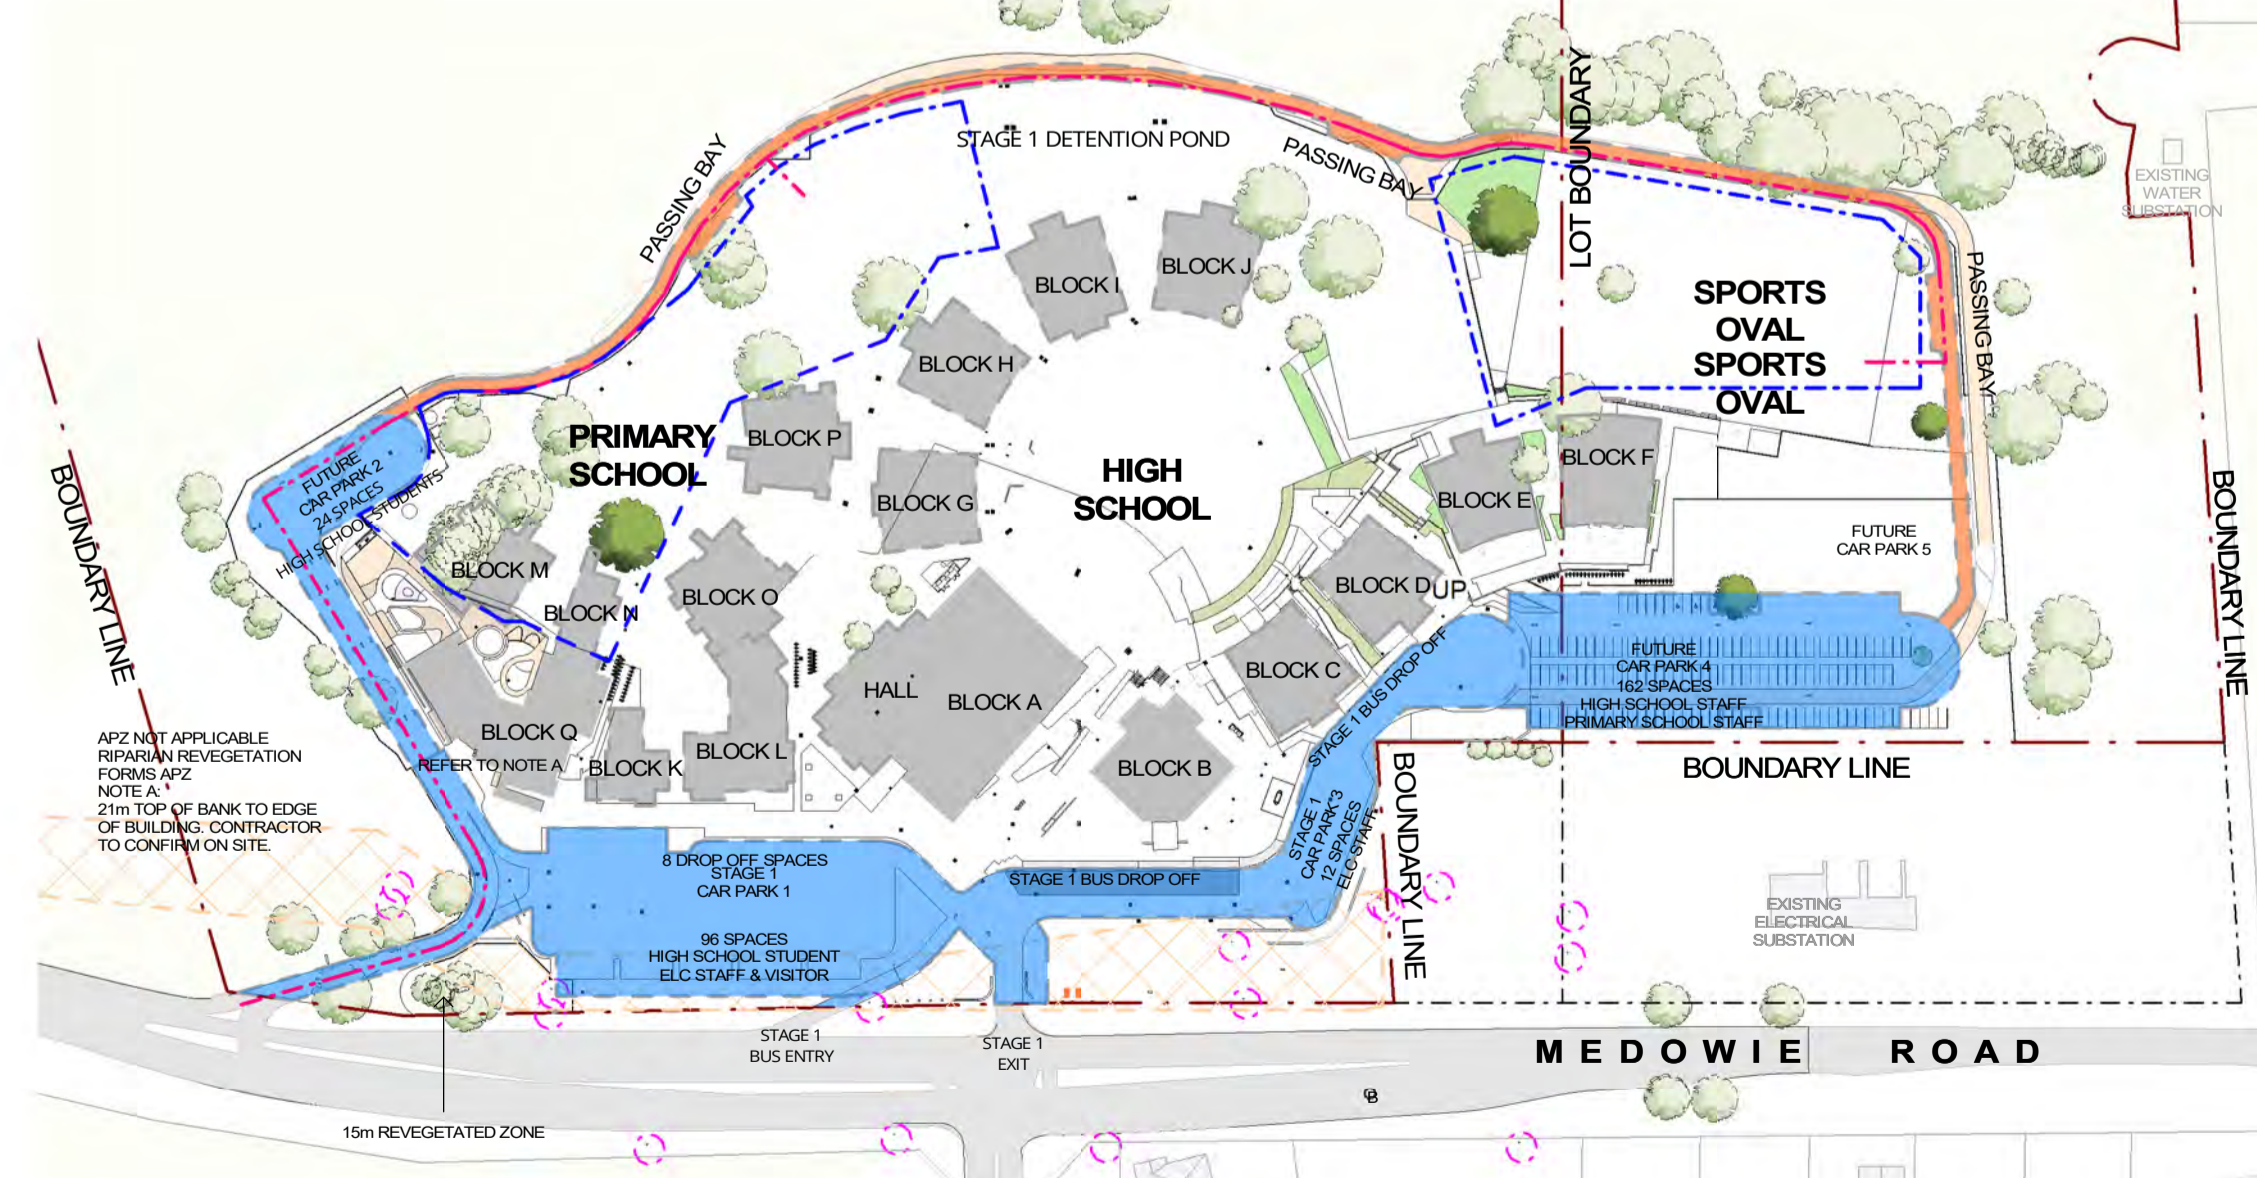 STAGE 1 DETENTION POND
PASSING BAY
PASSING BAY
LOT BOUNDARY
EXISTING
WATER
SUBSTATION
BLOCK I
BLOCK J
PASSING BAY
SPORTS
OVAL
SPORTS
OVAL
BLOCK H
PRIMARY
SCHOOL
BLOCK P
BLOCK G
HIGH
SCHOOL
BLOCK E
BLOCK F
FUTURE
CAR PARK 2
24 SPACES
HIGH SCHOOL STUDENTS
BOUNDARY LINE
BOUNDARY LINE
FUTURE
CAR PARK 5
BLOCK M
BLOCK N
BLOCK O
BLOCK D
UP
HALL
BLOCK A
BLOCK C
STAGE 1 BUS DROP OFF
FUTURE
CAR PARK 4
162 SPACES
HIGH SCHOOL STAFF
PRIMARY SCHOOL STAFF
BLOCK Q
REFER TO NOTE A
BLOCK K
BLOCK L
BLOCK B
BOUNDARY LINE
BOUNDARY LINE
APZ NOT APPLICABLE
RIPARIAN REVEGETATION
FORMS APZ
NOTE A:
21m TOP OF BANK TO EDGE
OF BUILDING. CONTRACTOR
TO CONFIRM ON SITE.
STAGE 1
CAR PARK*3
12 SPACES
ELC STAFF
8 DROP OFF SPACES
STAGE 1
CAR PARK 1
STAGE 1 BUS DROP OFF
96 SPACES
HIGH SCHOOL STUDENT
ELC STAFF & VISITOR
EXISTING
ELECTRICAL
SUBSTATION
STAGE 1
BUS ENTRY
STAGE 1
EXIT
MEDOWIE ROAD
15m REVEGETATED ZONE